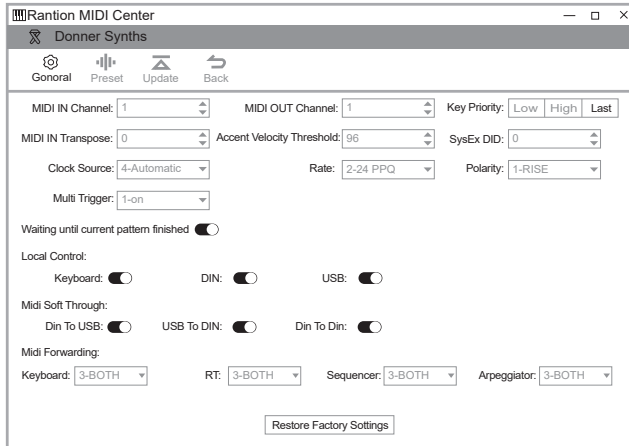 Rantion MIDI Center
Donner Synths
Gonoral Preset Update Back
MIDI IN Channel: 1 MIDI OUT Channel: 1 Key Priority: Low High Last
MIDI IN Transpose: 0 Accent Velocity Threshold: 96 SysEx DID: 0
Clock Source: 4-Automatic Rate: 2-24 PPQ Polarity: 1-RISE
Multi Trigger: 1-on
Waiting until current pattern finished
Local Control:
Keyboard: DIN: USB:
Midi Soft Through:
Din To USB: USB To DIN: Din To Din:
Midi Forwarding:
Keyboard: 3-BOTH RT: 3-BOTH Sequencer: 3-BOTH Arpeggiator: 3-BOTH
Restore Factory Sottings